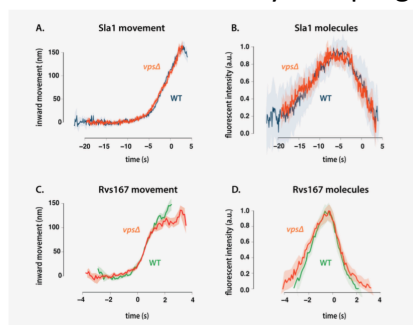 A. Sla1 movement
inward movement (nm)
150
100
50
0
vpsΔ
WT
−20 −15 −10 −5 0 5
time (s)
B. Sla1 molecules
fluorescent intensity (a.u.)
1.0
0.8
0.6
0.4
0.2
0.0
vpsΔ
WT
−20 −15 −10 −5 0 5
time (s)
C. Rvs167 movement
inward movement (nm)
150
100
50
0
vpsΔ
WT
−4 −2 0 2 4
time (s)
D. Rvs167 molecules
fluorescent intensity (a.u.)
1.0
0.8
0.6
0.4
0.2
0.0
vpsΔ
WT
−4 −2 0 2 4
time (s)